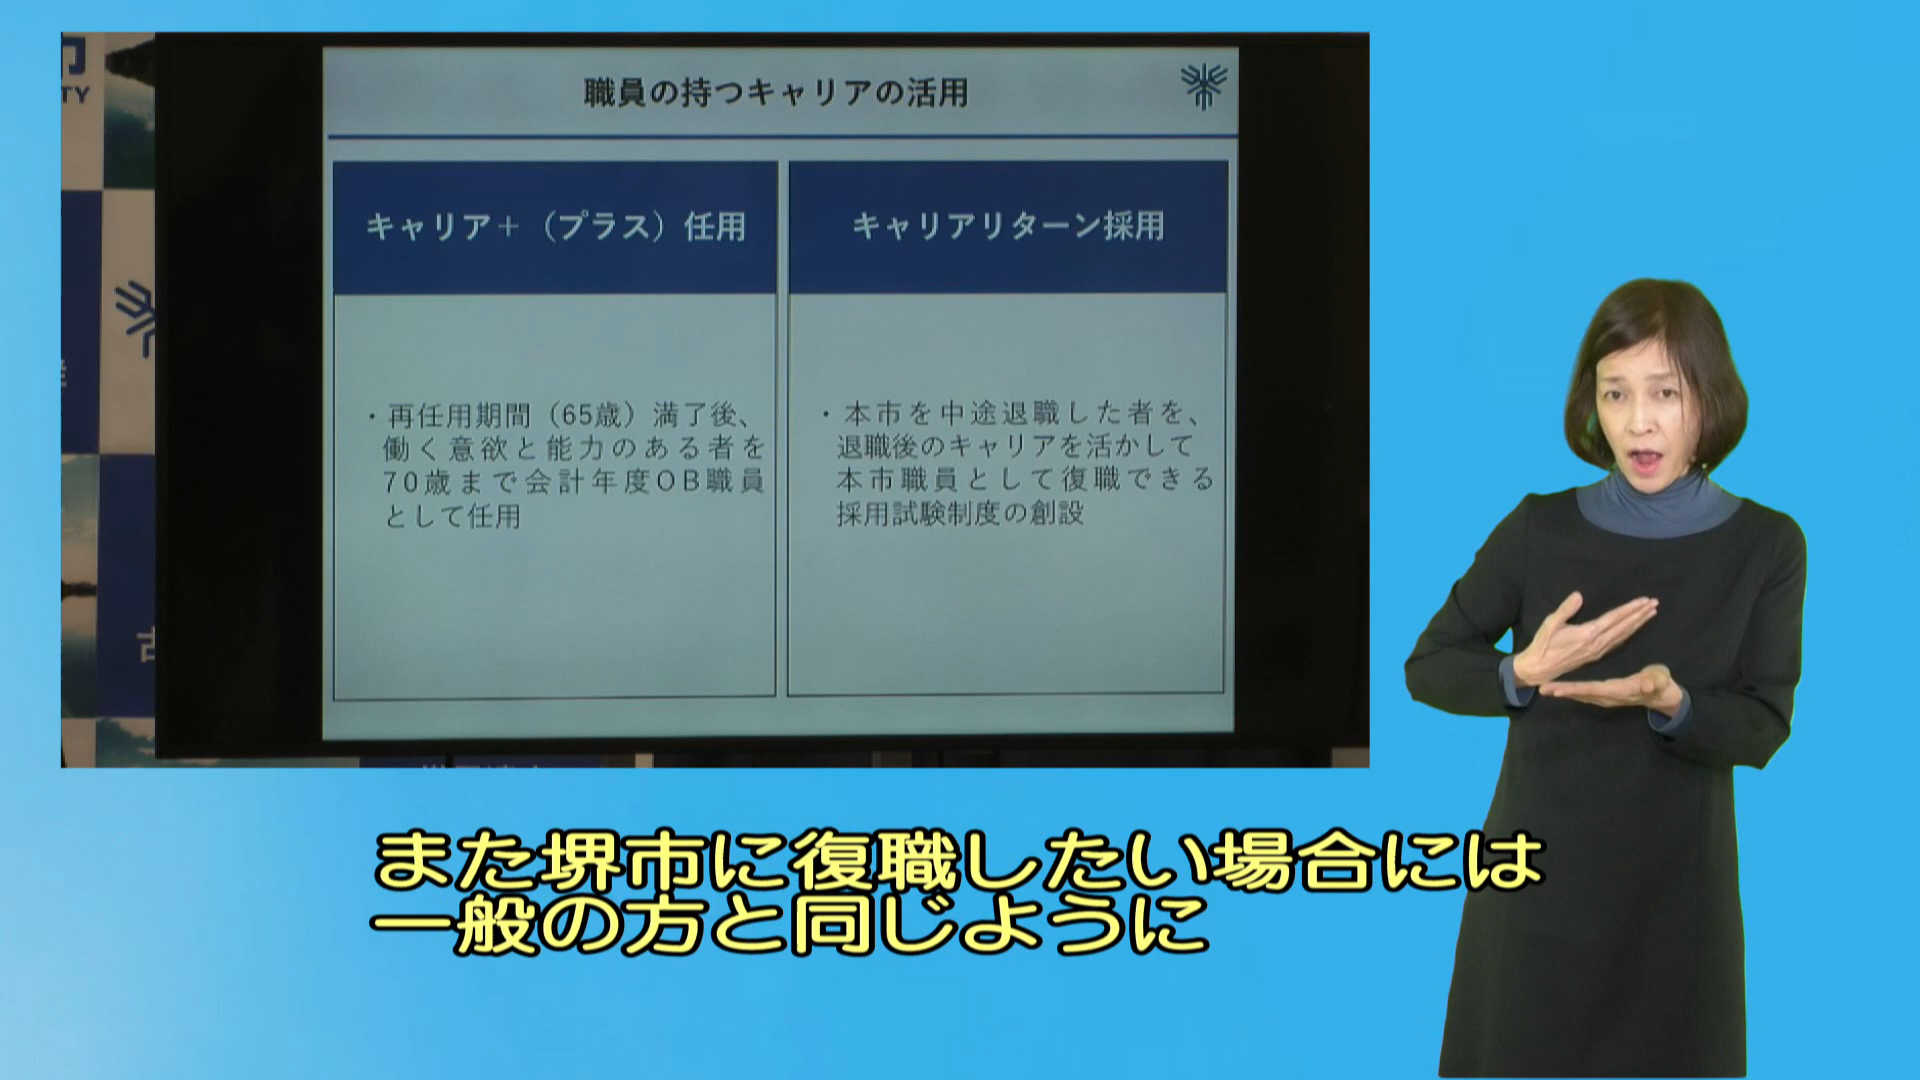 TY
職員の持つキャリアの活用
キャリア＋（プラス）任用
キャリアリターン採用
・再任用期間（65歳）満了後、
働く意欲と能力のある者を
70歳まで会計年度OB職員
として任用
・本市を中途退職した者を、
退職後のキャリアを活かして
本市職員として復職できる
採用試験制度の創設
また堺市に復職したい場合には
一般の方と同じように